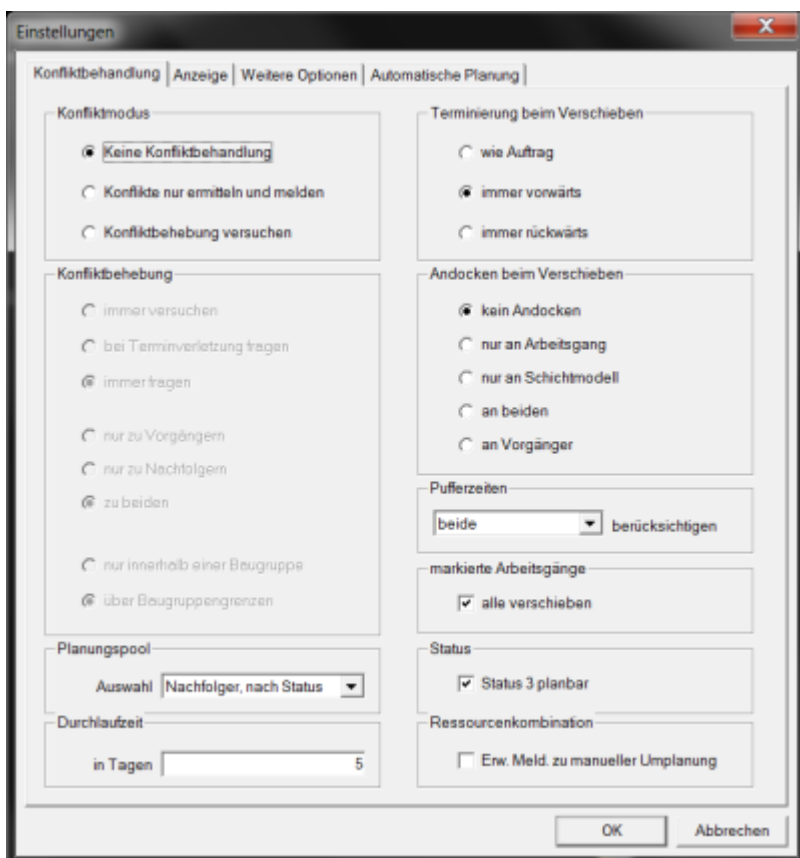 Einstellungen
Konfliktbehandlung Anzeige Weitere Optionen Automatische Planung
Konfliktmodus
Keine Konfliktbehandlung
Konflikte nur ermitteln und melden
Konfliktbehebung versuchen
Konfliktbehebung
immer versuchen
bei Terminverletzung fragen
immer fragen
nur zu Vorgängern
nur zu Nachfolgern
zu beiden
nur innerhalb einer Baugruppe
über Baugruppengrenzen
Planungspool
Auswahl Nachfolger, nach Status
Durchlaufzeit
in Tagen 5
Terminierung beim Verschieben
wie Auftrag
immer vorwärts
immer rückwärts
Andocken beim Verschieben
kein Andocken
nur an Arbeitsgang
nur an Schichtmodell
an beiden
an Vorgänger
Pufferzeiten
beide berücksichtigen
markierte Arbeitsgänge
alle verschieben
Status
Status 3 planbar
Ressourcenkombination
Erw. Meld. zu manueller Umplanung
OK Abbrechen